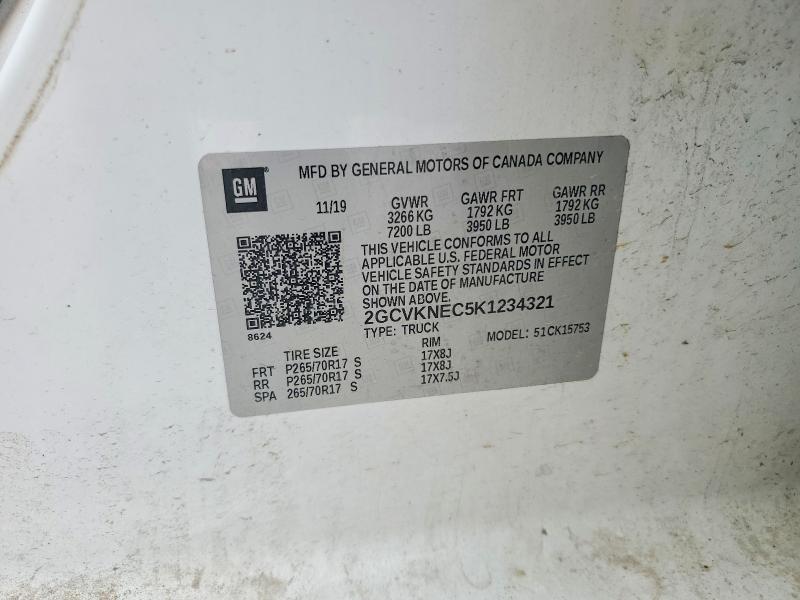 GM
MFD BY GENERAL MOTORS OF CANADA COMPANY
11/19
GVWR GAWR FRT GAWR RR
3266 KG 1792 KG 1792 KG
7200 LB 3950 LB 3950 LB
THIS VEHICLE CONFORMS TO ALL
APPLICABLE U.S. FEDERAL MOTOR
VEHICLE SAFETY STANDARDS IN EFFECT
ON THE DATE OF MANUFACTURE
SHOWN ABOVE.
2GCVKNEC5K1234321
8624
TYPE: TRUCK MODEL: 51CK15753
TIRE SIZE RIM
FRT P265/70R17 S 17X8J
RR P265/70R17 S 17X8J
SPA 265/70R17 S 17X7.5J